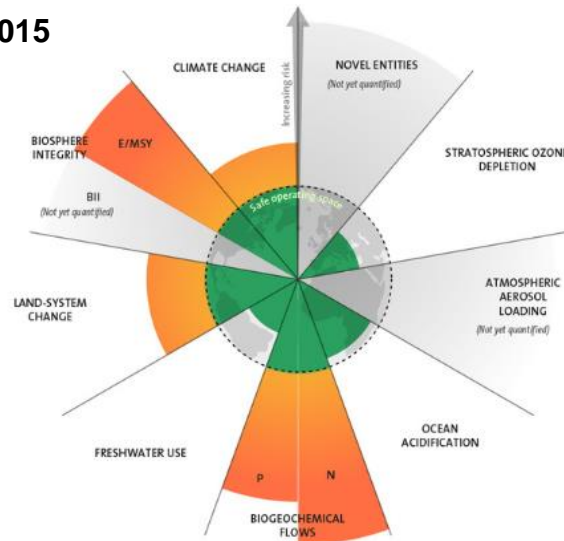 015
CLIMATE CHANGE
Increasing risk
NOVEL ENTITIES
(Not yet quantified)
STRATOSPHERIC OZONE
DEPLETION
ATMOSPHERIC
AEROSOL
LOADING
(Not yet quantified)
OCEAN
ACIDIFICATION
N
P
BIOGEOCHEMICAL
FLOWS
FRESHWATER USE
LAND-SYSTEM
CHANGE
BII
(Not yet quantified)
BIOSPHERE
INTEGRITY
E/MSY
Safe operating space